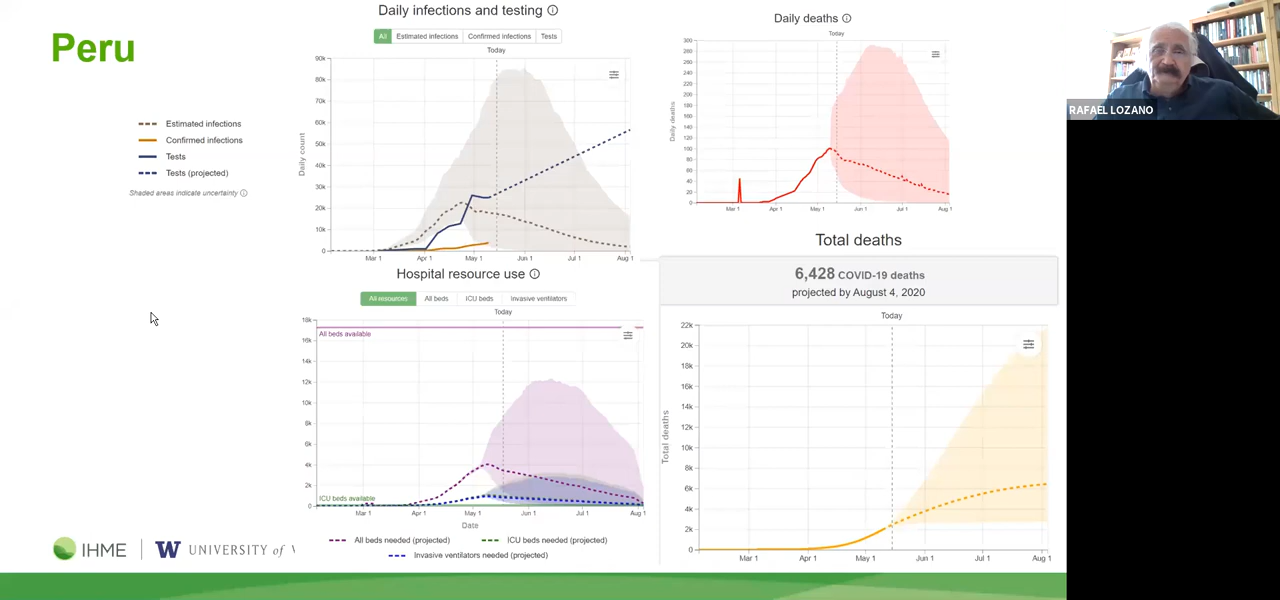 Peru
Estimated infections
Confirmed infections
Tests
Tests (projected)
Shaded areas indicate uncertainty
Daily infections and testing
All
Estimated infections
Confirmed infections
Tests
Today
Daily count
90k
80k
70k
60k
50k
40k
30k
20k
10k
0
Mar 1
Apr 1
May 1
Jun 1
Jul 1
Aug 1
Daily deaths
Today
Daily deaths
300
280
260
240
220
200
180
160
140
120
100
80
60
40
20
0
Mar 1
Apr 1
May 1
Jun 1
Jul 1
Aug 1
Hospital resource use
All resources
All beds
ICU beds
Invasive ventilators
Today
18k
All beds available
16k
14k
12k
10k
8k
6k
4k
2k
ICU beds available
0
Mar 1
Apr 1
May 1
Jun 1
Jul 1
Aug 1
Date
All beds needed (projected)
ICU beds needed (projected)
Invasive ventilators needed (projected)
Total deaths
6,428 COVID-19 deaths
projected by August 4, 2020
Today
Total deaths
22k
20k
18k
16k
14k
12k
10k
8k
6k
4k
2k
0
Mar 1
Apr 1
May 1
Jun 1
Jul 1
Aug 1
IHME
W UNIVERSITY of
RAFAEL LOZANO